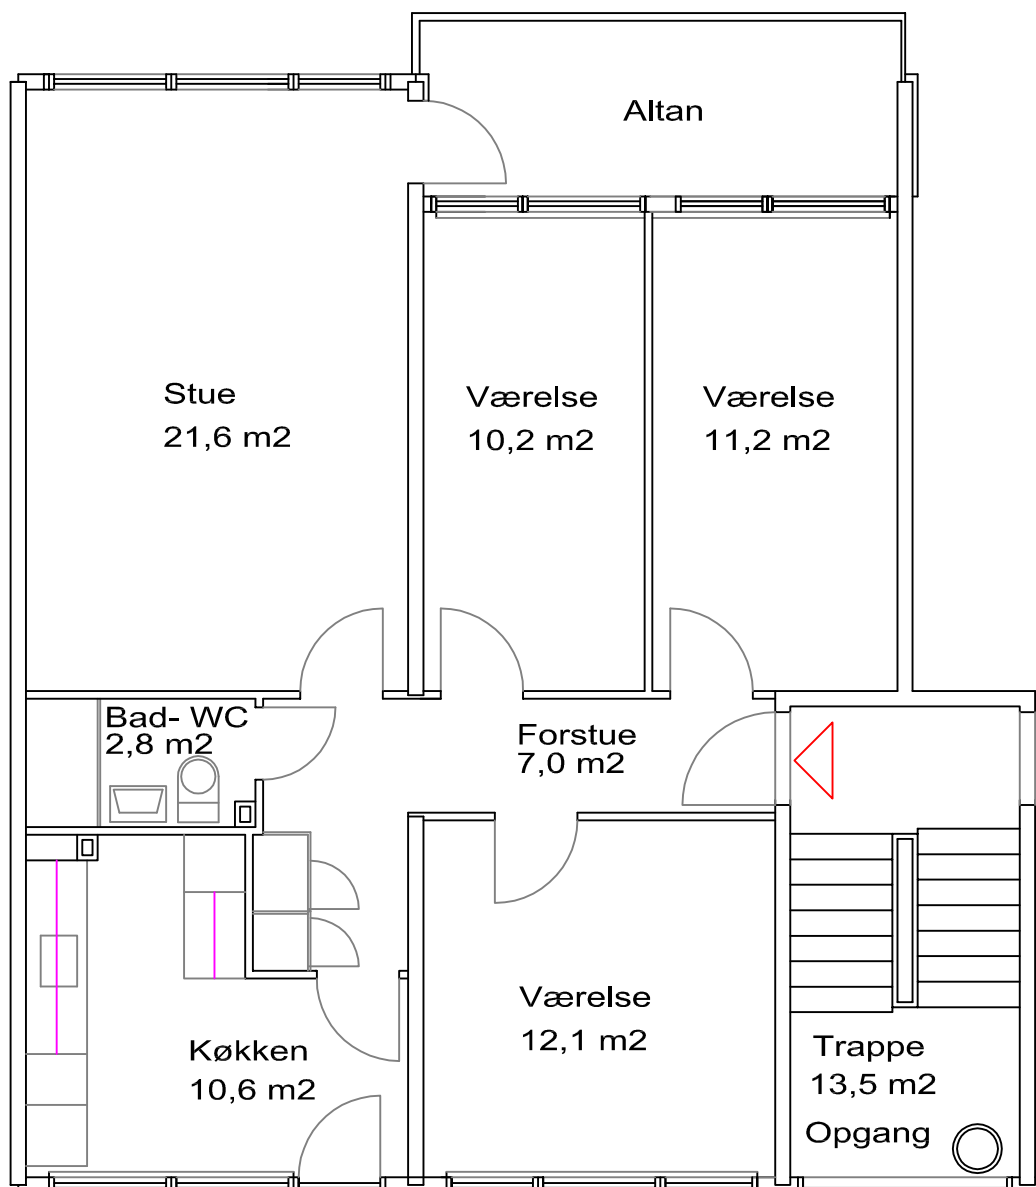 Altan
Stue
21,6 m2
Værelse
10,2 m2
Værelse
11,2 m2
Bad- WC
2,8 m2
Forstue
7,0 m2
Værelse
12,1 m2
Køkken
10,6 m2
Trappe
13,5 m2
Opgang